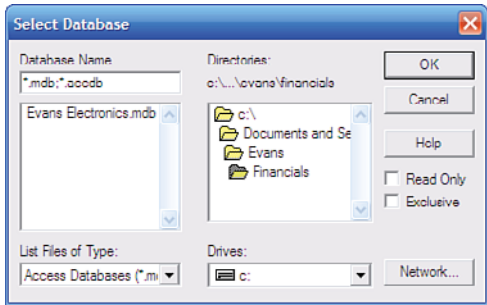 Select Database
Database Name
*.mdb;*.accdb
Evans Electronics.mdb
List Files of Type:
Access Databases (*.m
Directories:
c:\...\evans\financials
c:\
Documents and Se
Evans
Financials
Drives:
c:
OK
Cancel
Help
Read Only
Exclusive
Network...